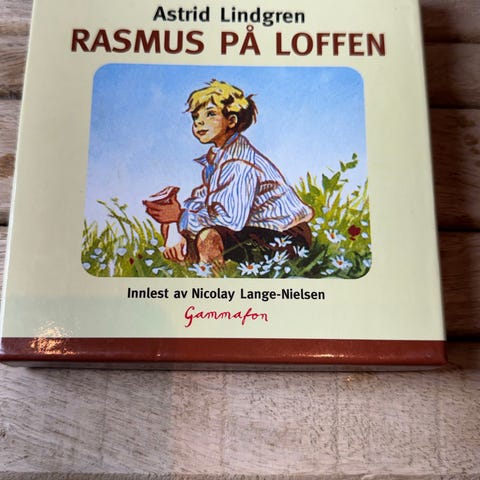 Astrid Lindgren
RASMUS PÅ LOFFEN
Innlest av Nicolay Lange-Nielsen
Gammafon